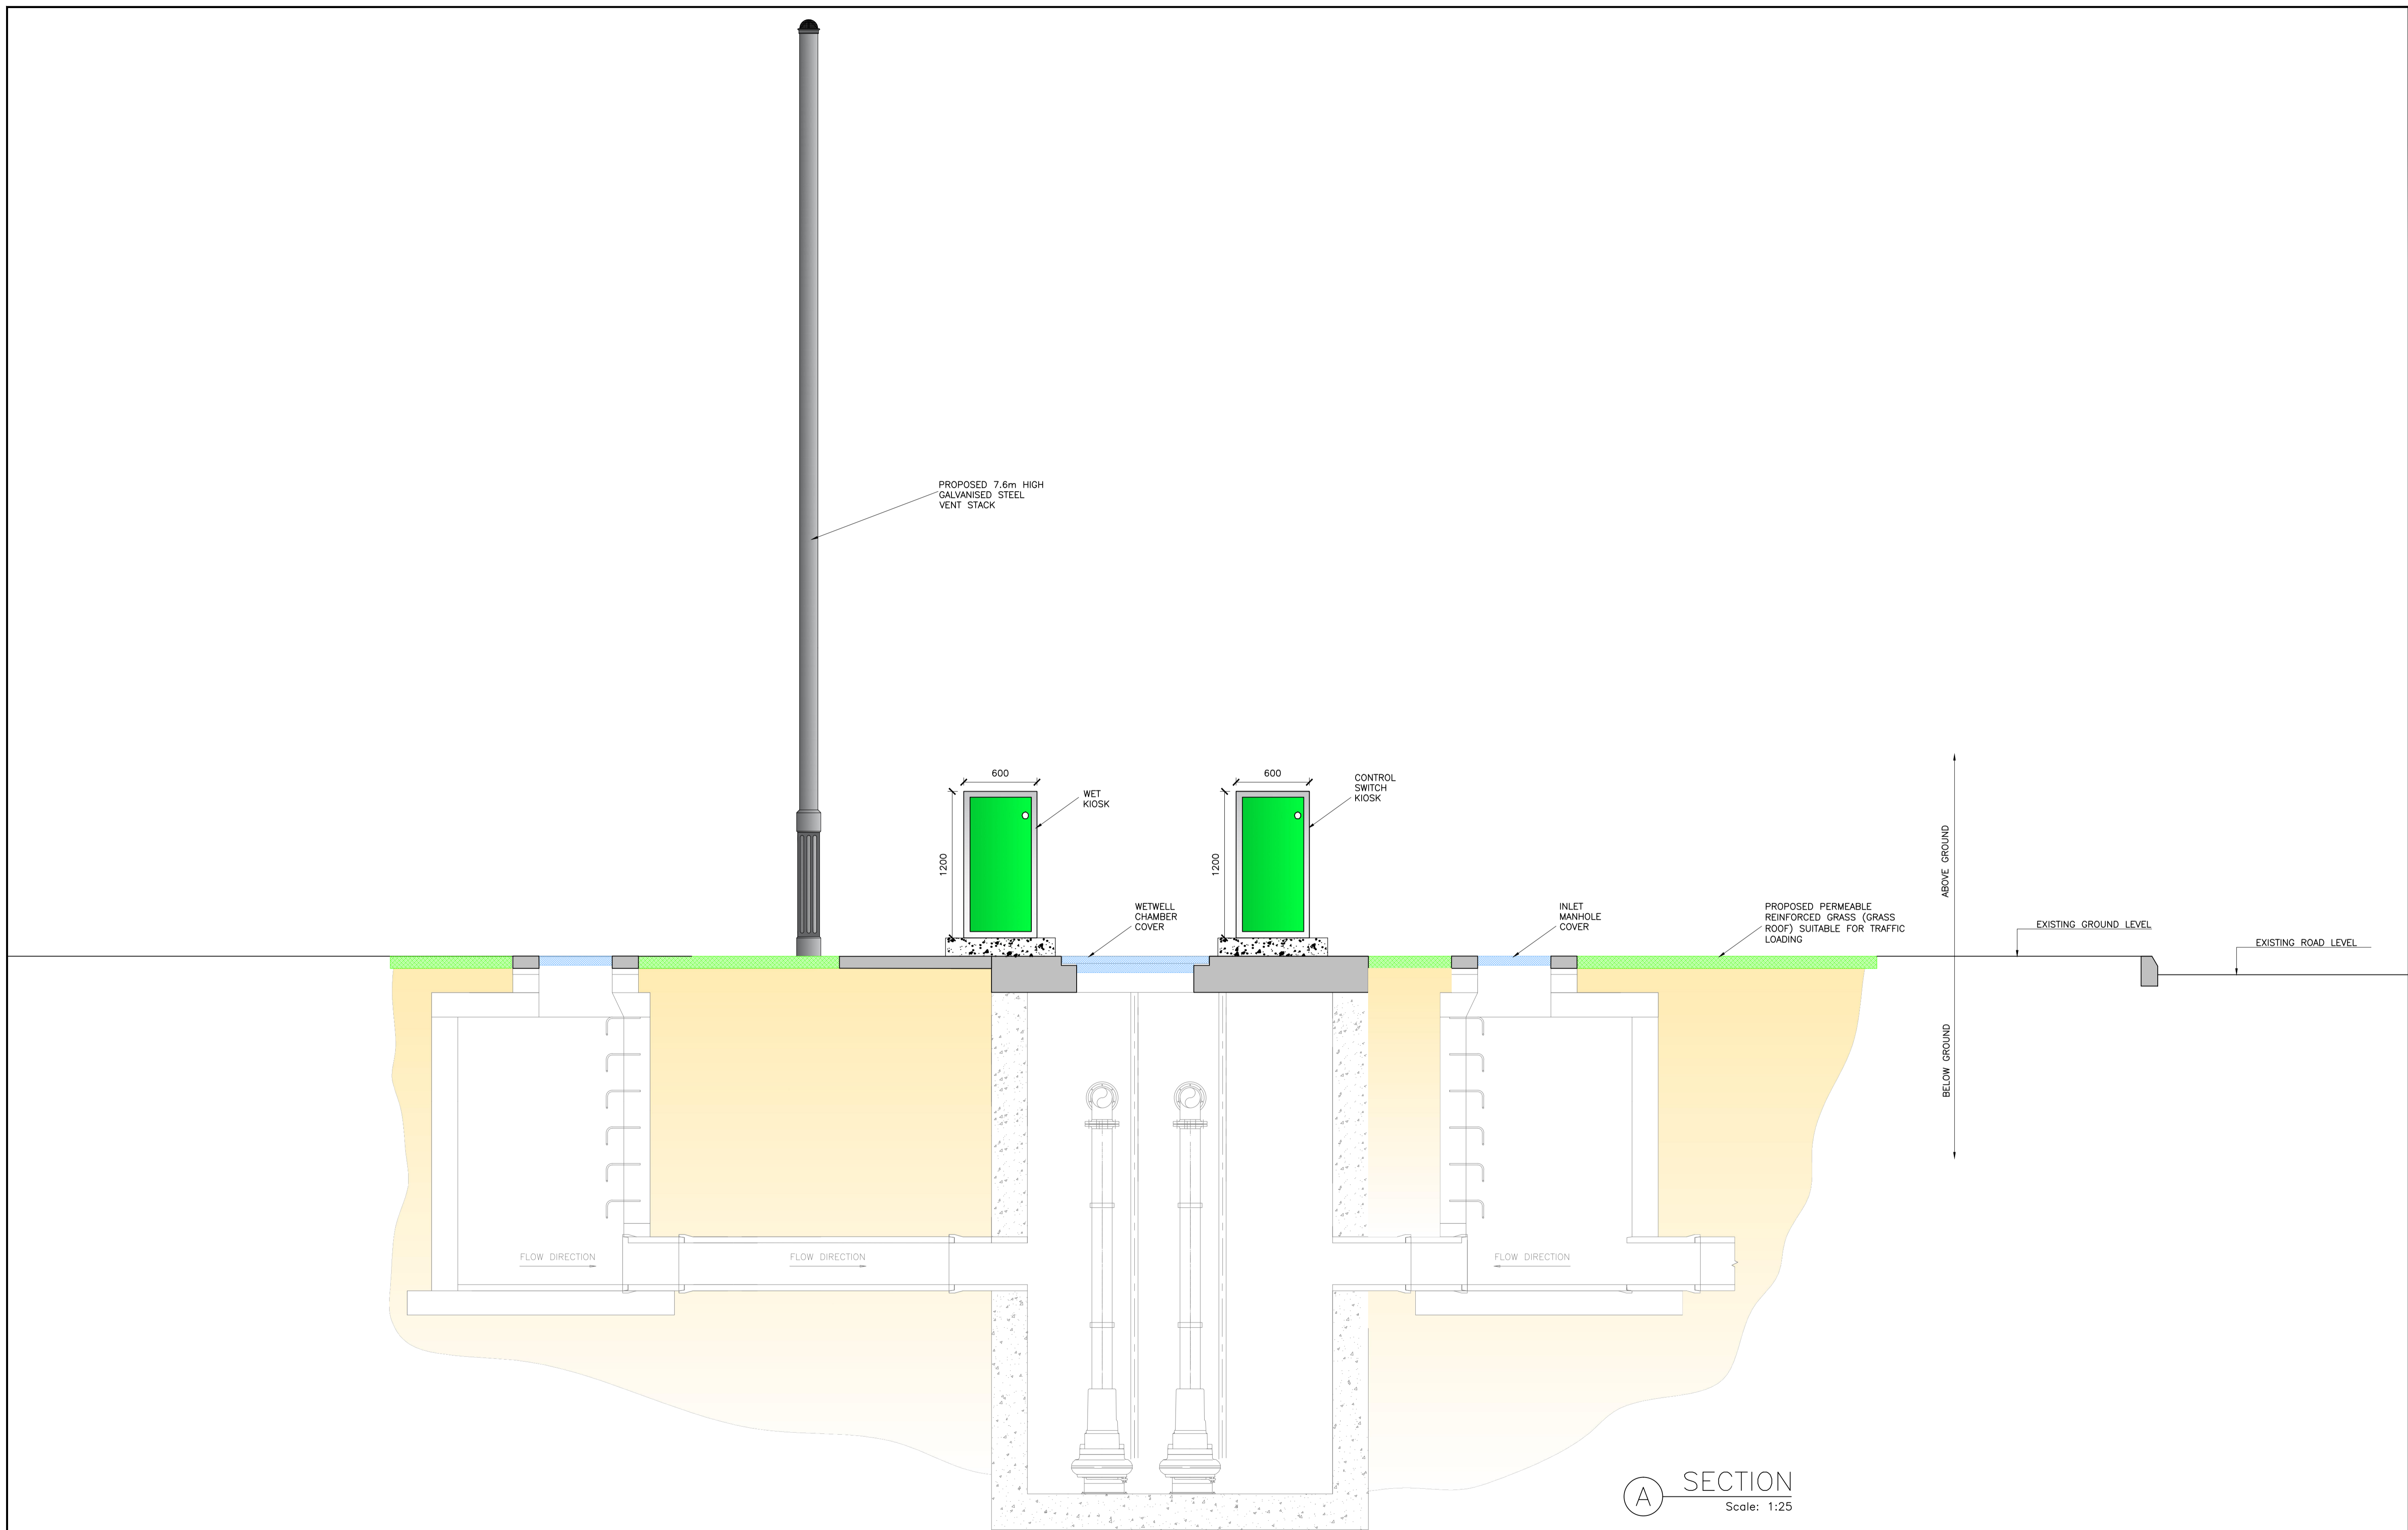 PROPOSED 7.6m HIGH
GALVANISED STEEL
VENT STACK
600
WET
KIOSK
1200
600
CONTROL
SWITCH
KIOSK
1200
WETWELL
CHAMBER
COVER
INLET
MANHOLE
COVER
PROPOSED PERMEABLE
REINFORCED GRASS (GRASS
ROOF) SUITABLE FOR TRAFFIC
LOADING
ABOVE GROUND
EXISTING GROUND LEVEL
EXISTING ROAD LEVEL
BELOW GROUND
FLOW DIRECTION
FLOW DIRECTION
FLOW DIRECTION
A
SECTION
Scale: 1:25